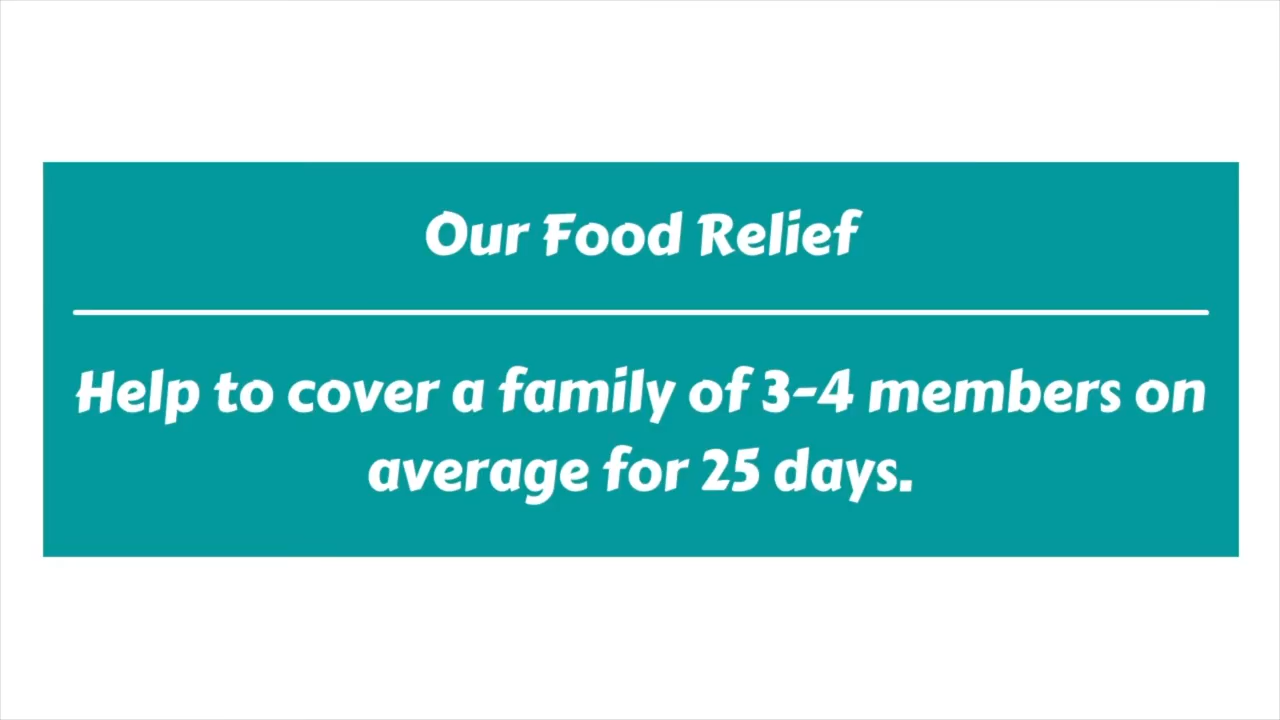 Our Food Relief
Help to cover a family of 3-4 members on
average for 25 days.